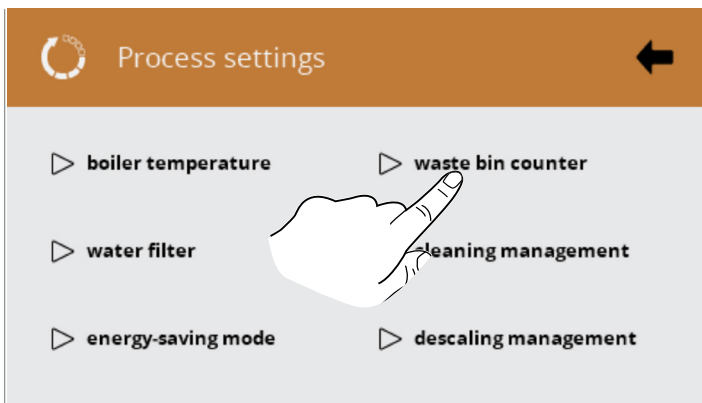 Process settings
boiler temperature
waste bin counter
water filter
cleaning management
energy-saving mode
descaling management